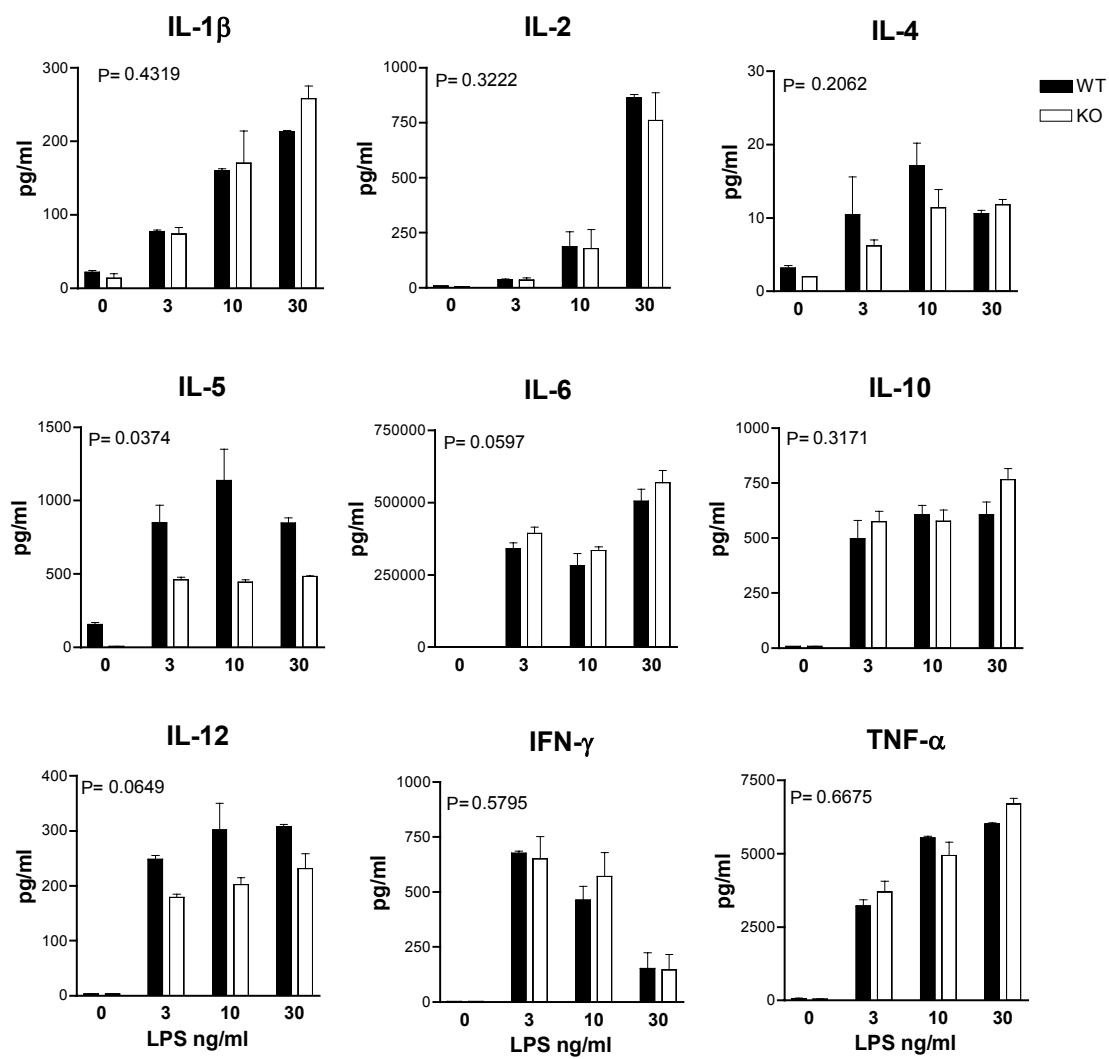 IL-1β
IL-2
IL-4
300
P= 0.4319
200
100
0
pg/ml
0 3 10 30
1000
P= 0.3222
750
500
250
0
pg/ml
0 3 10 30
30
P= 0.2062
20
10
0
pg/ml
0 3 10 30
WT
KO
IL-5
IL-6
IL-10
1500
P= 0.0374
1000
500
0
pg/ml
0 3 10 30
750000
P= 0.0597
500000
250000
0
pg/ml
0 3 10 30
1000
P= 0.3171
750
500
250
0
pg/ml
0 3 10 30
IL-12
IFN-γ
TNF-α
400
P= 0.0649
300
200
100
0
pg/ml
0 3 10 30
LPS ng/ml
1000
P= 0.5795
750
500
250
0
pg/ml
0 3 10 30
7500
P= 0.6675
5000
2500
0
pg/ml
0 3 10 30
LPS ng/ml